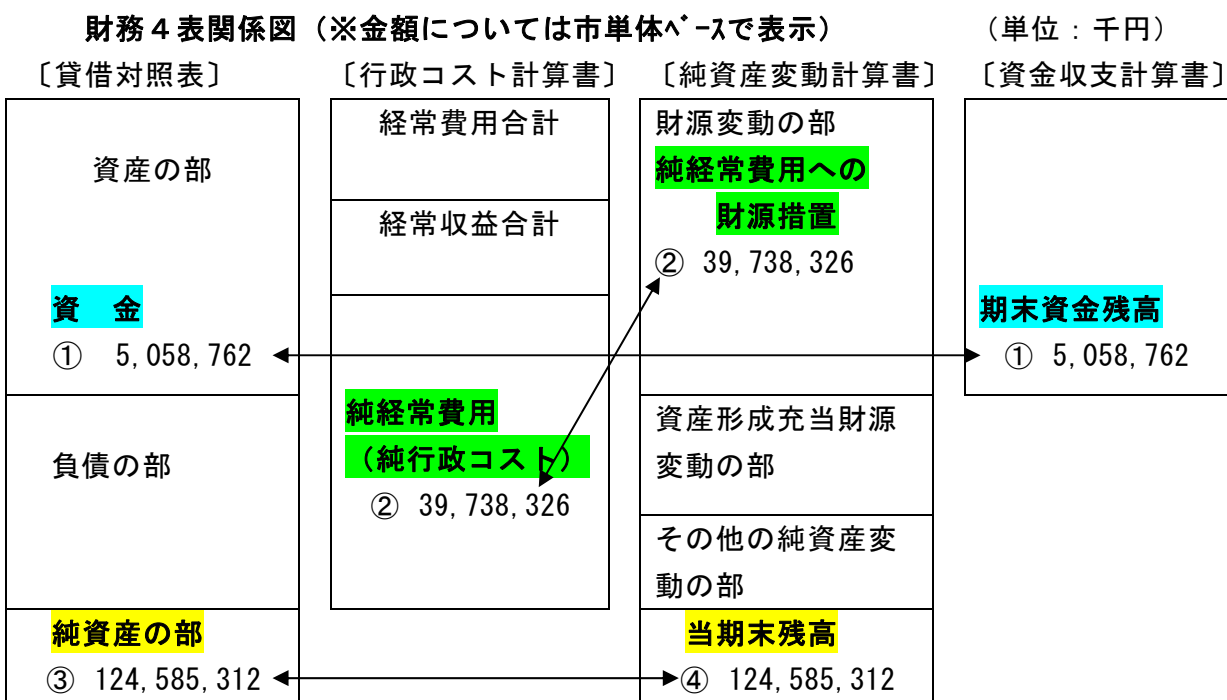 財務４表関係図（※金額については市単体ﾍﾞｰｽで表示）　（単位：千円）
〔貸借対照表〕　〔行政コスト計算書〕　〔純資産変動計算書〕　〔資金収支計算書〕
資産の部
資　金
①　5,058,762
負債の部
純資産の部
③　124,585,312
経常費用合計
経常収益合計
純経常費用
（純行政コスト）
②　39,738,326
財源変動の部
純経常費用への
財源措置
②　39,738,326
資産形成充当財源
変動の部
その他の純資産変
動の部
当期末残高
④　124,585,312
期末資金残高
①　5,058,762